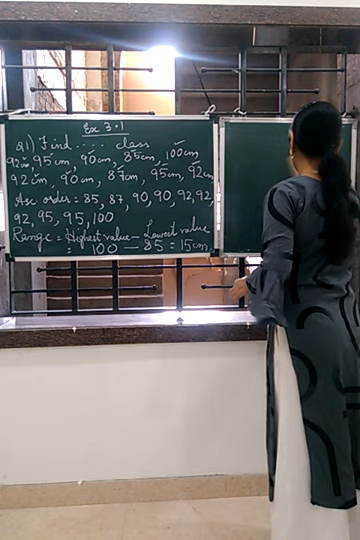 Ex 3.1
Q1) Find ..... class
92cm 95cm, 90cm, 85cm, 100cm
92cm, 90cm, 87cm, 95cm, 92cm
Asc order = 85, 87, 90, 90, 92, 92,
92, 95, 95, 100
Range = Highest value - Lowest value
= 100 - 85 = 15cm